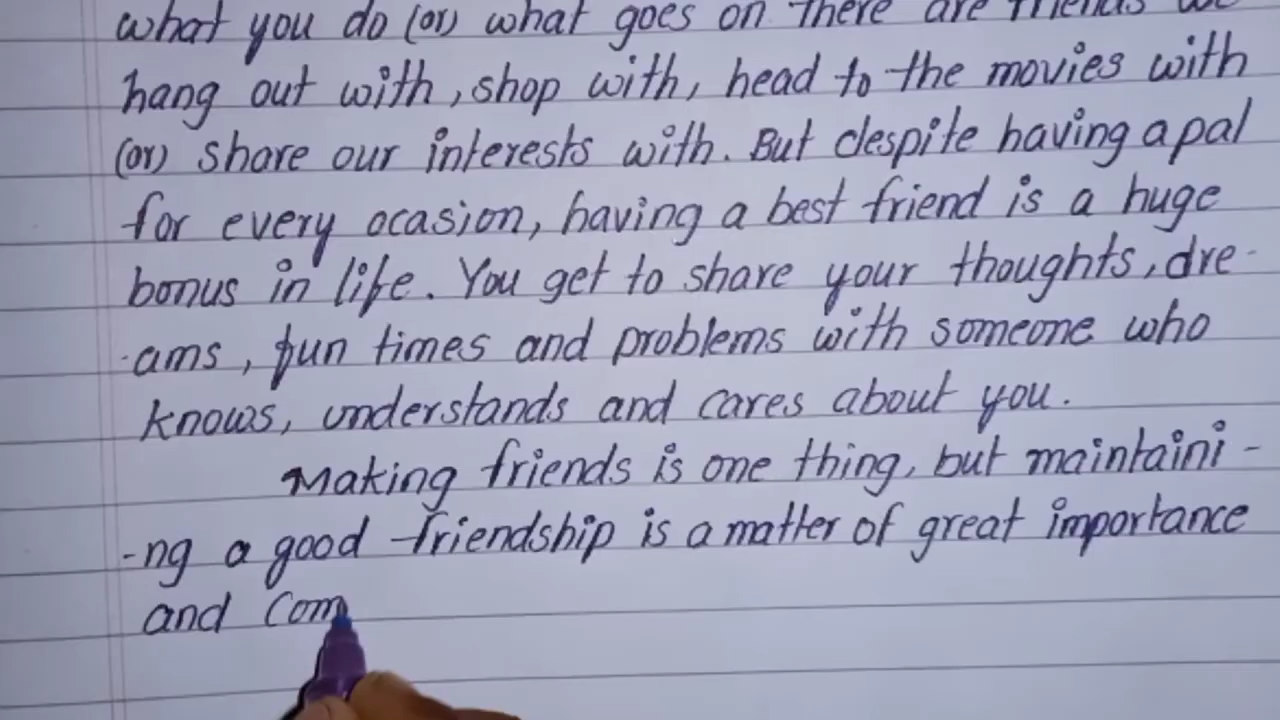 what you do (or) what goes on there are friends we
hang out with, shop with, head to the movies with
(or) share our interests with. But despite having a pal
for every ocasion, having a best friend is a huge
bonus in life. You get to share your thoughts, dre-
-ams, fun times and problems with someone who
knows, understands and cares about you.
Making friends is one thing, but maintaini-
-ng a good friendship is a matter of great importance
and com